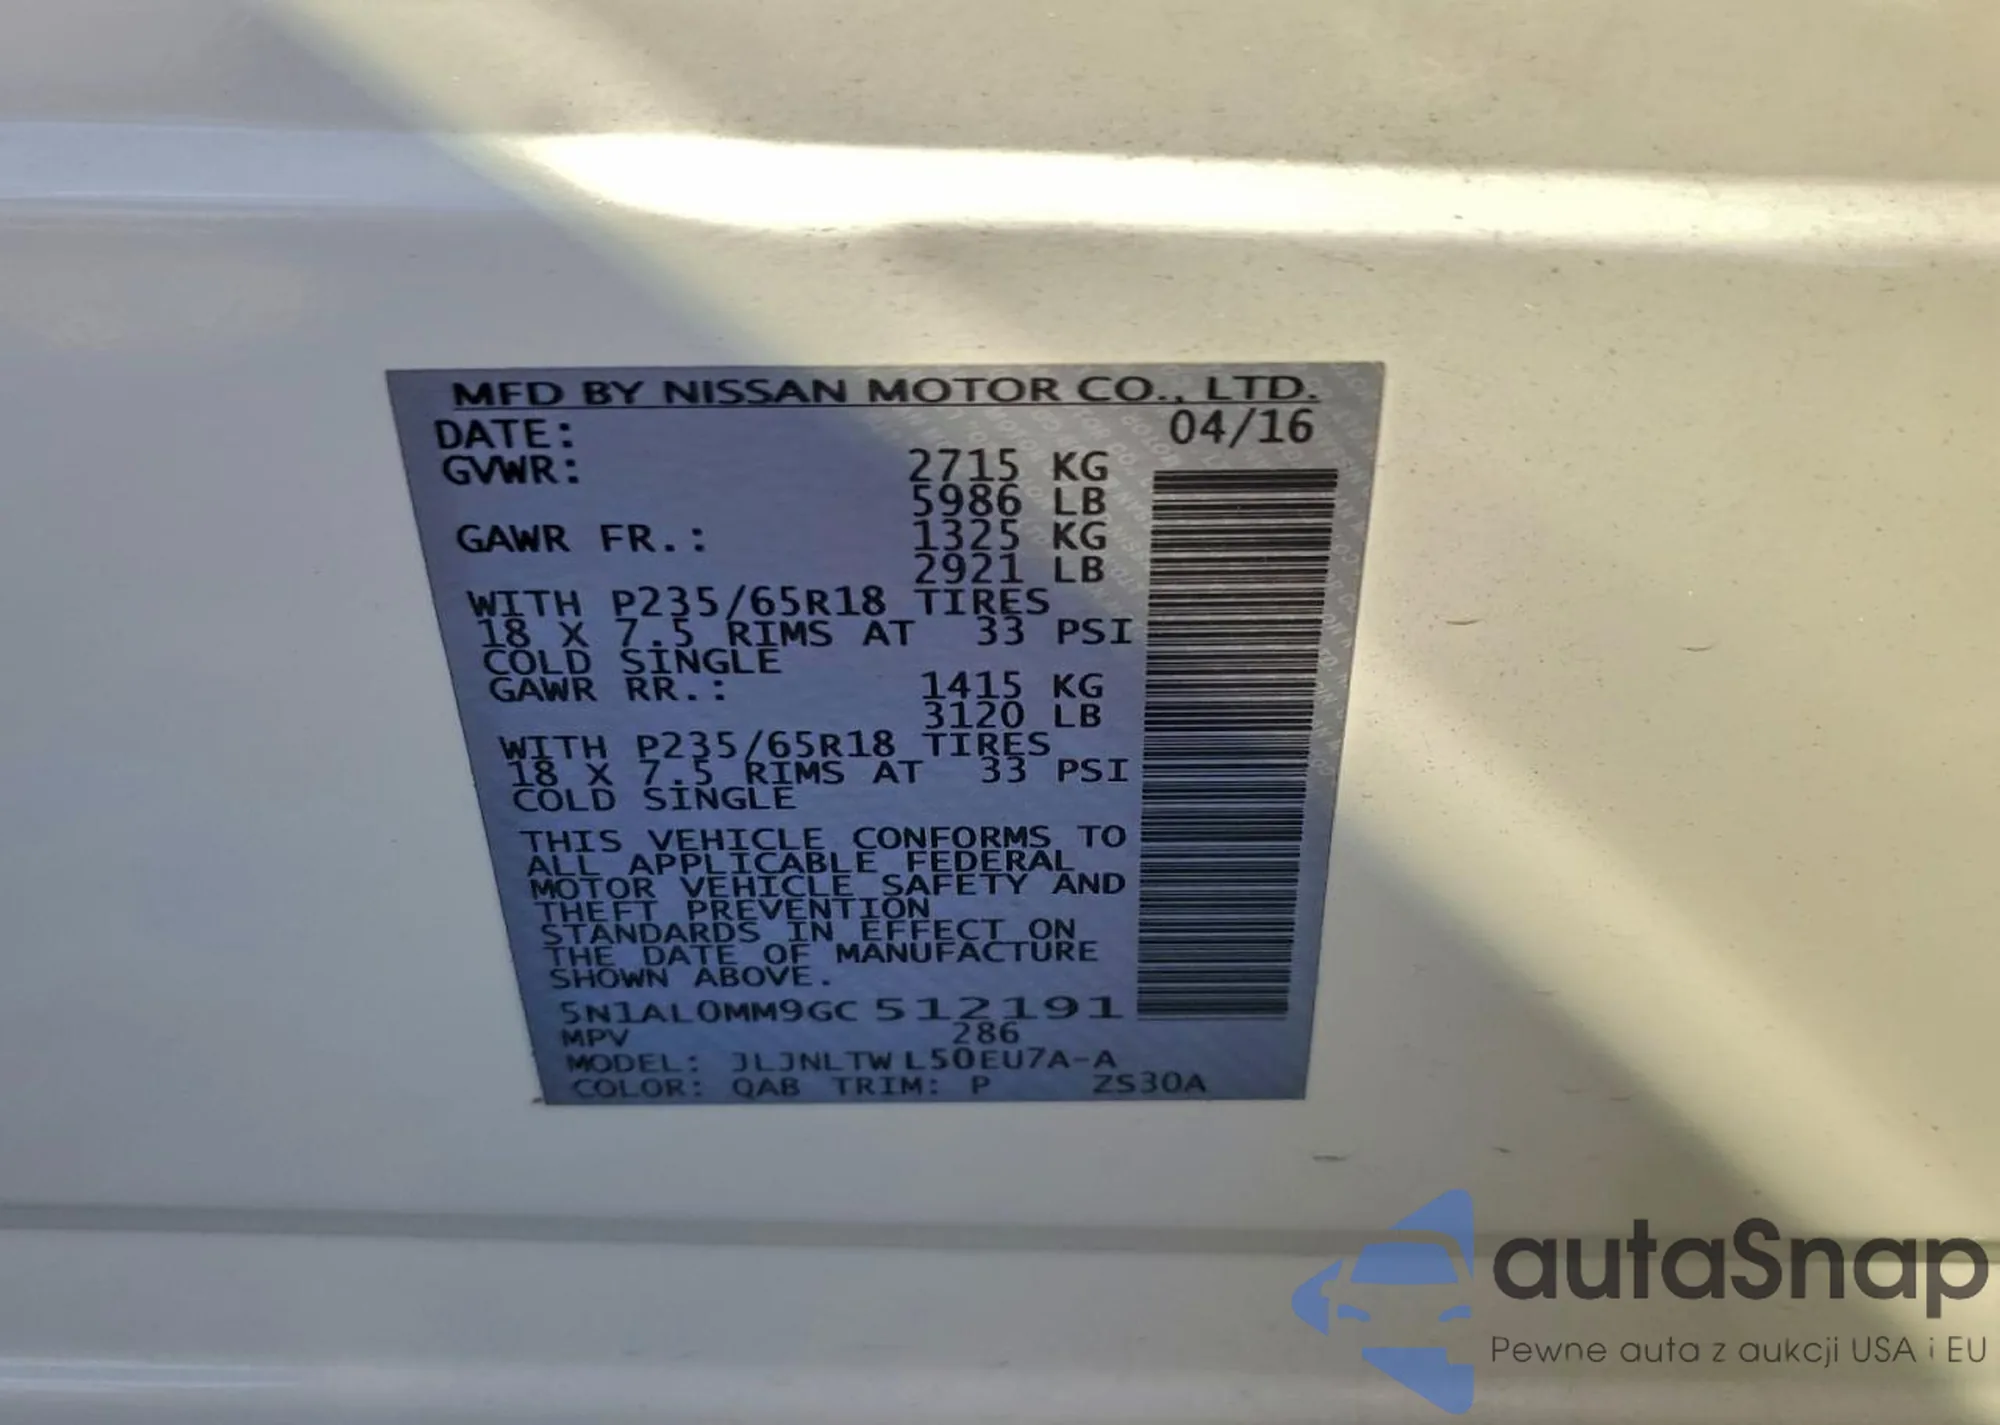 MFD BY NISSAN MOTOR CO., LTD.
DATE: 04/16
GVWR: 2715 KG
5986 LB
GAWR FR.: 1325 KG
2921 LB
WITH P235/65R18 TIRES
18 X 7.5 RIMS AT 33 PSI
COLD SINGLE
GAWR RR.: 1415 KG
3120 LB
WITH P235/65R18 TIRES
18 X 7.5 RIMS AT 33 PSI
COLD SINGLE
THIS VEHICLE CONFORMS TO
ALL APPLICABLE FEDERAL
MOTOR VEHICLE SAFETY AND
THEFT PREVENTION
STANDARDS IN EFFECT ON
THE DATE OF MANUFACTURE
SHOWN ABOVE.
5N1AL0MM9GC 512191
MPV 286
MODEL: JLJNLTW L50EU7A-A
COLOR: QAB TRIM: P ZS30A
autaSnap
Pewne auta z aukcji USA i EU